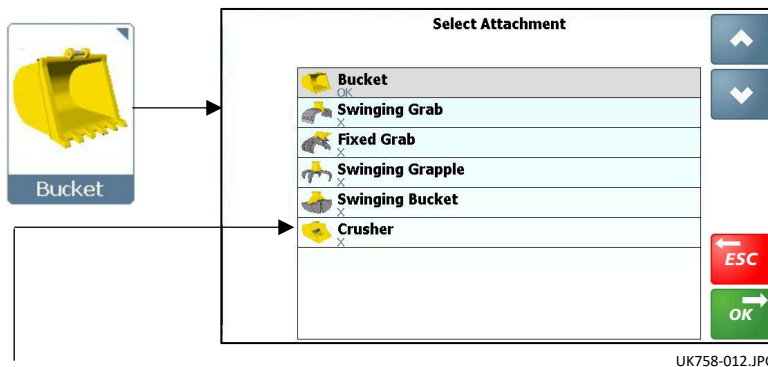 Select Attachment
Bucket
OK
Swinging Grab
X
Fixed Grab
X
Swinging Grapple
X
Swinging Bucket
X
Crusher
X
Bucket
ESC
OK
UK758-012.JPG